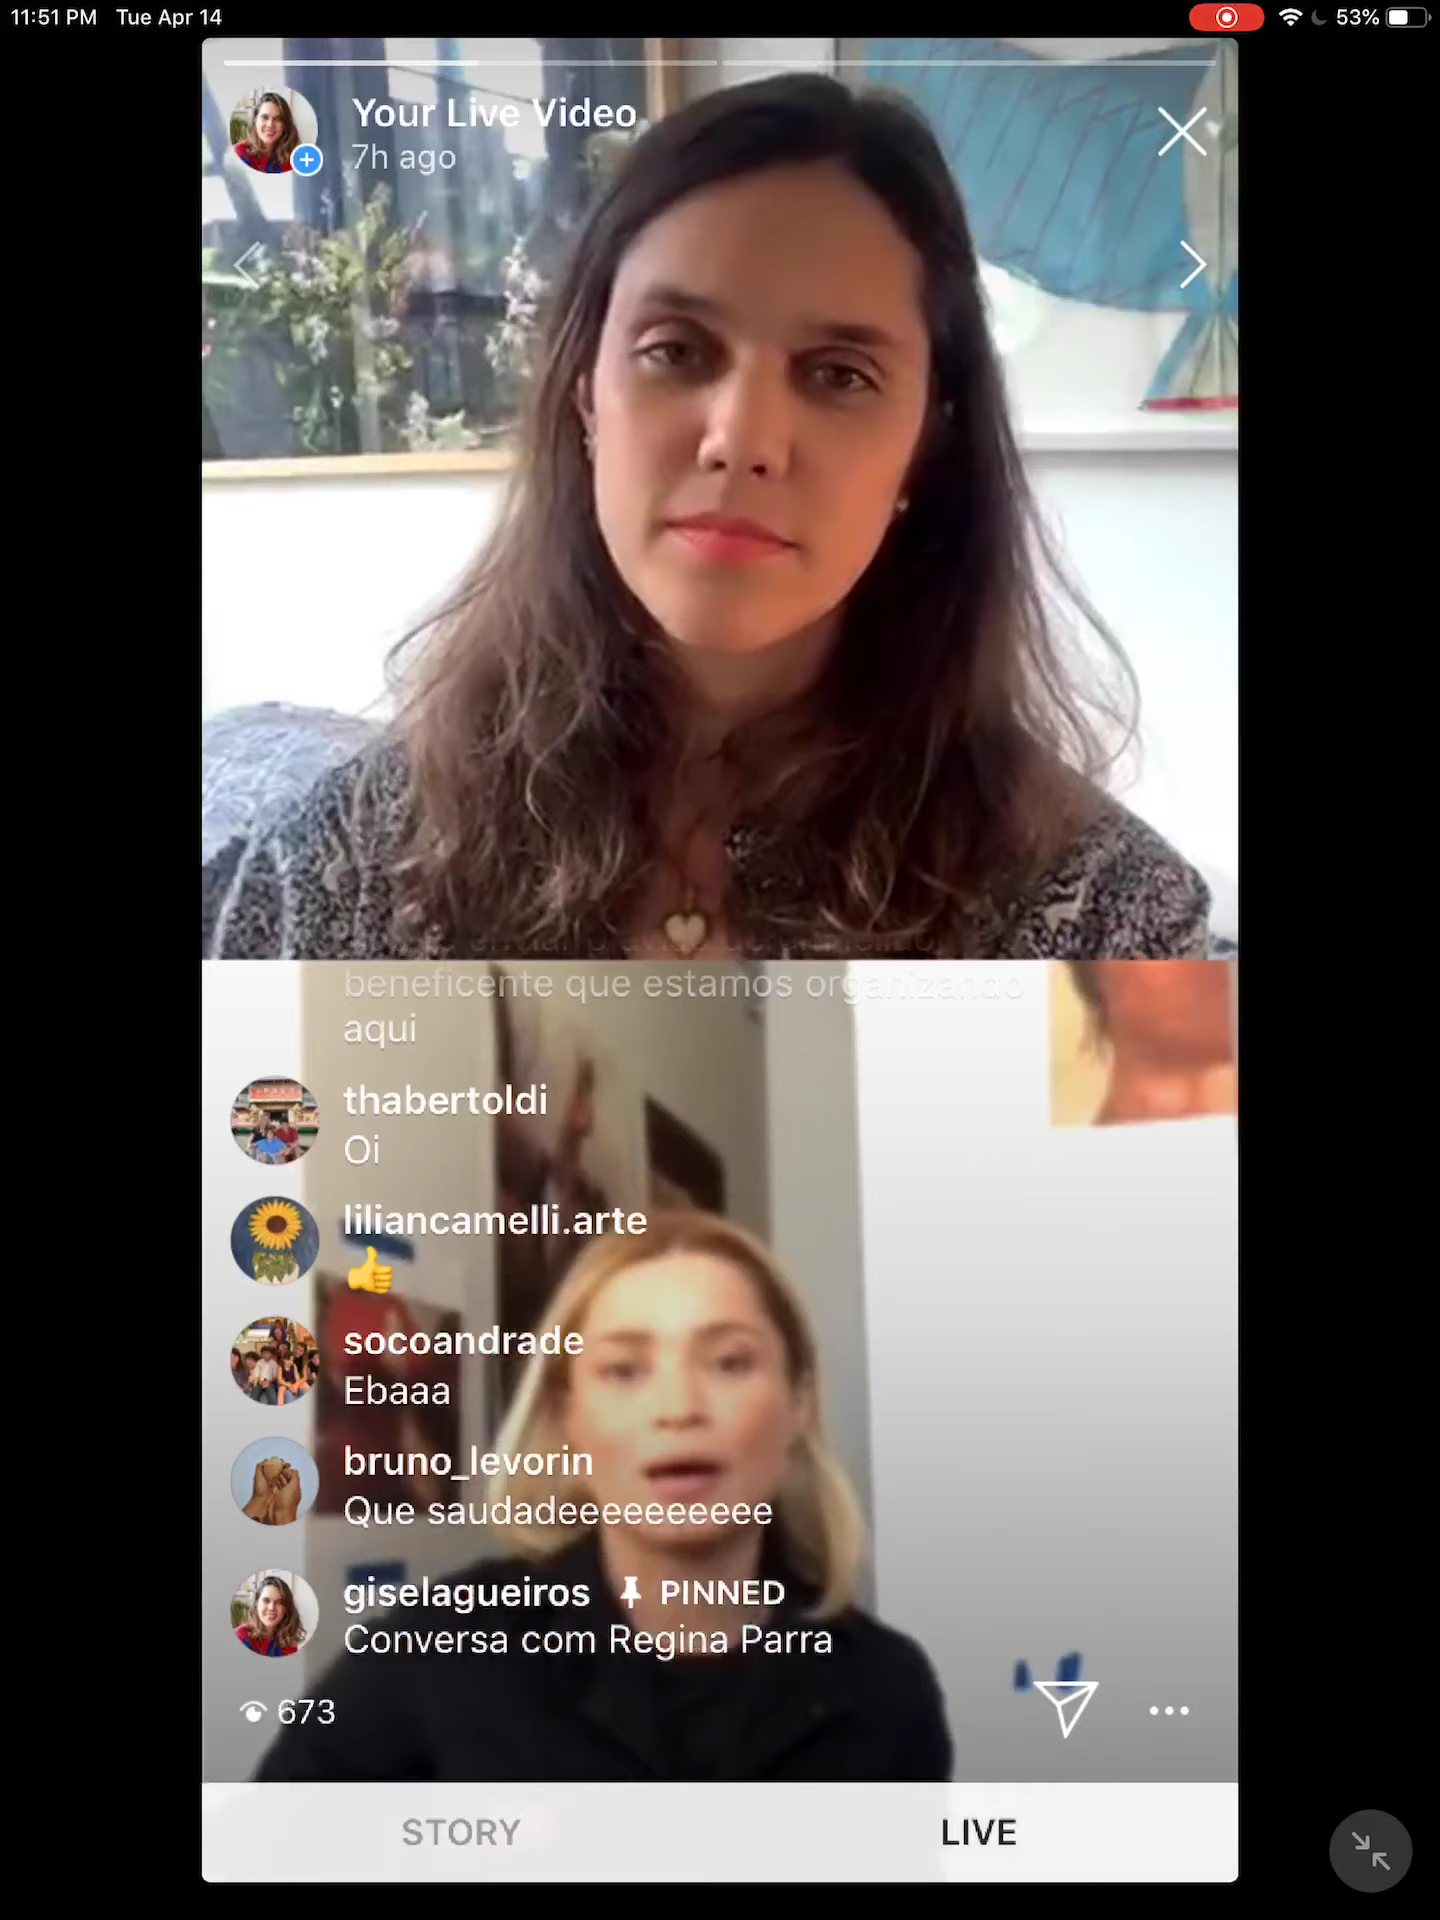 11:51 PM Tue Apr 14
53%
Your Live Video
7h ago
beneficente que estamos organizando
aqui
thabertoldi
Oi
liliancamelli.arte
👍
socoandrade
Ebaaa
bruno_levorin
Que saudadeeeeeeeeee
giselagueiros PINNED
Conversa com Regina Parra
673
STORY LIVE